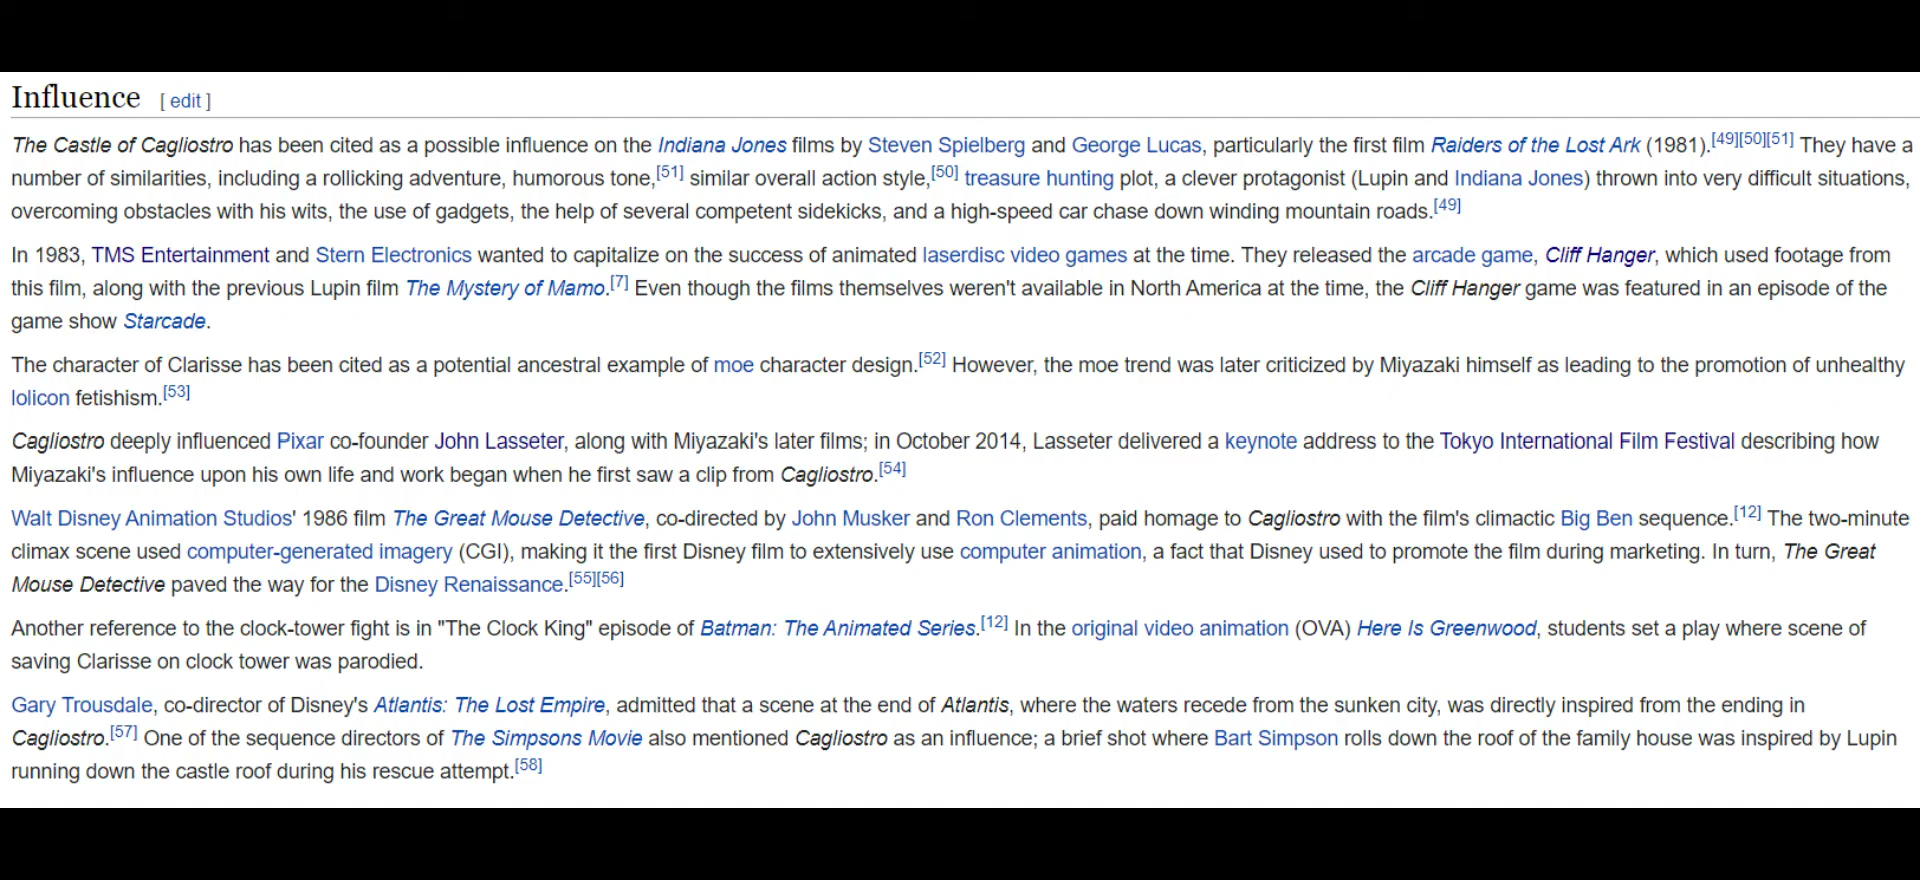 Influence [ edit ]
The Castle of Cagliostro has been cited as a possible influence on the Indiana Jones films by Steven Spielberg and George Lucas, particularly the first film Raiders of the Lost Ark (1981).[49][50][51] They have a
number of similarities, including a rollicking adventure, humorous tone,[51] similar overall action style,[50] treasure hunting plot, a clever protagonist (Lupin and Indiana Jones) thrown into very difficult situations,
overcoming obstacles with his wits, the use of gadgets, the help of several competent sidekicks, and a high-speed car chase down winding mountain roads.[49]
In 1983, TMS Entertainment and Stern Electronics wanted to capitalize on the success of animated laserdisc video games at the time. They released the arcade game, Cliff Hanger, which used footage from
this film, along with the previous Lupin film The Mystery of Mamo.[7] Even though the films themselves weren't available in North America at the time, the Cliff Hanger game was featured in an episode of the
game show Starcade.
The character of Clarisse has been cited as a potential ancestral example of moe character design.[52] However, the moe trend was later criticized by Miyazaki himself as leading to the promotion of unhealthy
lolicon fetishism.[53]
Cagliostro deeply influenced Pixar co-founder John Lasseter, along with Miyazaki's later films; in October 2014, Lasseter delivered a keynote address to the Tokyo International Film Festival describing how
Miyazaki's influence upon his own life and work began when he first saw a clip from Cagliostro.[54]
Walt Disney Animation Studios' 1986 film The Great Mouse Detective, co-directed by John Musker and Ron Clements, paid homage to Cagliostro with the film's climactic Big Ben sequence.[12] The two-minute
climax scene used computer-generated imagery (CGI), making it the first Disney film to extensively use computer animation, a fact that Disney used to promote the film during marketing. In turn, The Great
Mouse Detective paved the way for the Disney Renaissance.[55][56]
Another reference to the clock-tower fight is in "The Clock King" episode of Batman: The Animated Series.[12] In the original video animation (OVA) Here Is Greenwood, students set a play where scene of
saving Clarisse on clock tower was parodied.
Gary Trousdale, co-director of Disney's Atlantis: The Lost Empire, admitted that a scene at the end of Atlantis, where the waters recede from the sunken city, was directly inspired from the ending in
Cagliostro.[57] One of the sequence directors of The Simpsons Movie also mentioned Cagliostro as an influence; a brief shot where Bart Simpson rolls down the roof of the family house was inspired by Lupin
running down the castle roof during his rescue attempt.[58]